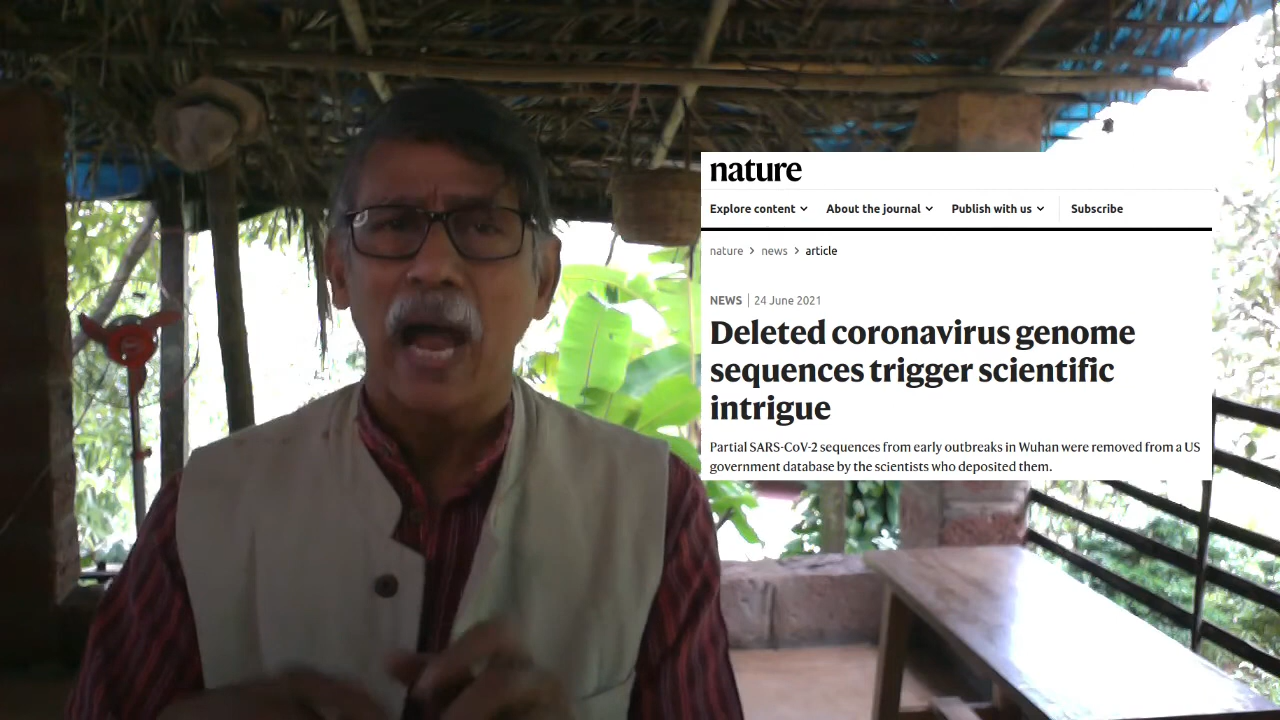 nature
Explore content About the journal Publish with us Subscribe
nature > news > article
NEWS | 24 June 2021
Deleted coronavirus genome
sequences trigger scientific
intrigue
Partial SARS-CoV-2 sequences from early outbreaks in Wuhan were removed from a US
government database by the scientists who deposited them.